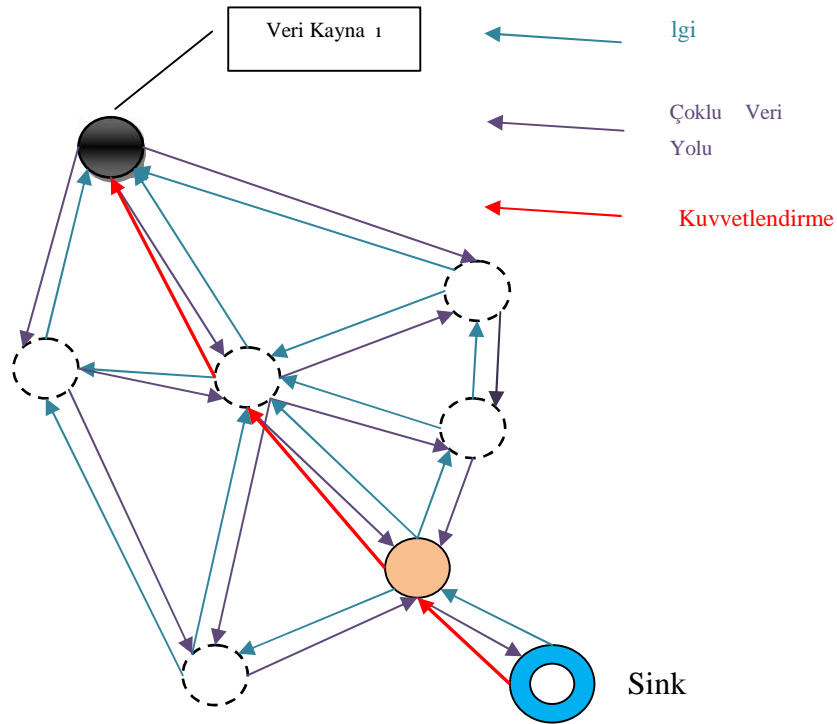 Veri Kayna ı
lgi
Çoklu Veri
Yolu
Kuvvetlendirme
Sink